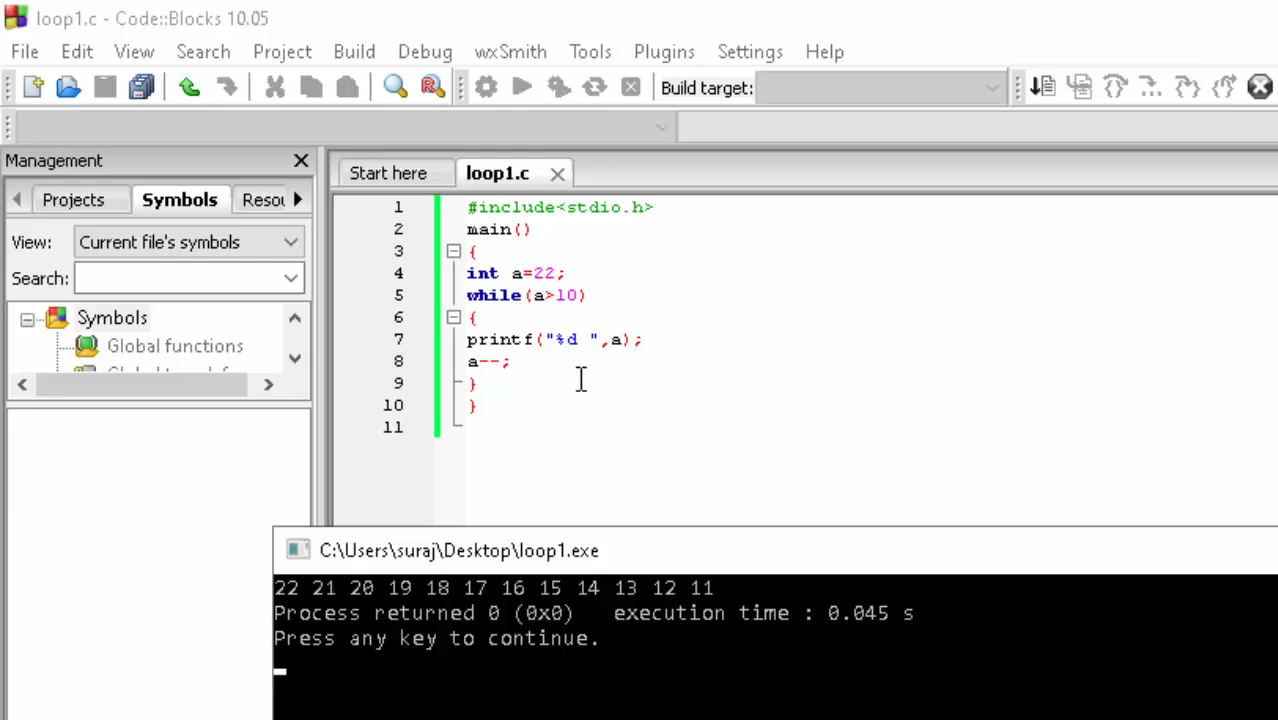 loop1.c - Code::Blocks 10.05
File Edit View Search Project Build Debug wxSmith Tools Plugins Settings Help
Build target:
Management
Projects Symbols Resou
View: Current file's symbols
Search:
Symbols
Global functions
Start here loop1.c
1 #include<stdio.h>
2 main()
3 {
4 int a=22;
5 while(a>10)
6 {
7 printf("%d ",a);
8 a--;
9 }
10 }
11
C:\Users\suraj\Desktop\loop1.exe
22 21 20 19 18 17 16 15 14 13 12 11
Process returned 0 (0x0)   execution time : 0.045 s
Press any key to continue.